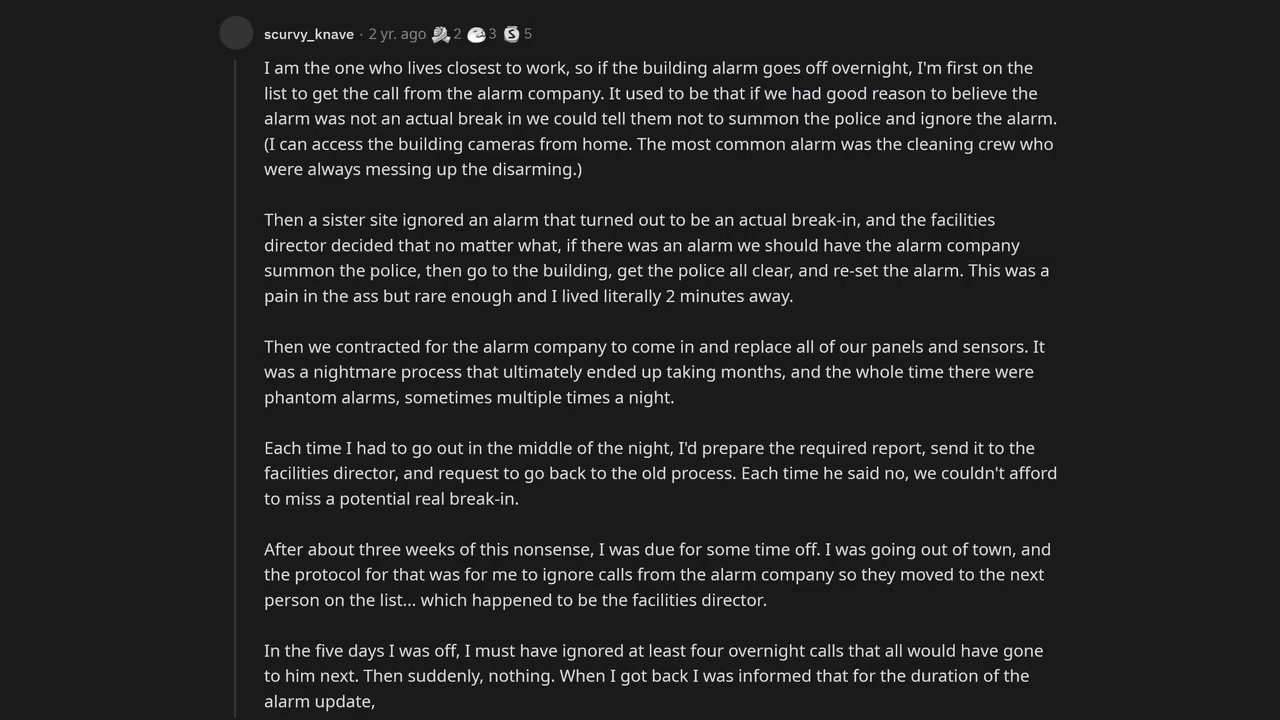 scurvy_knave · 2 yr. ago 2 3 5
I am the one who lives closest to work, so if the building alarm goes off overnight, I'm first on the
list to get the call from the alarm company. It used to be that if we had good reason to believe the
alarm was not an actual break in we could tell them not to summon the police and ignore the alarm.
(I can access the building cameras from home. The most common alarm was the cleaning crew who
were always messing up the disarming.)
Then a sister site ignored an alarm that turned out to be an actual break-in, and the facilities
director decided that no matter what, if there was an alarm we should have the alarm company
summon the police, then go to the building, get the police all clear, and re-set the alarm. This was a
pain in the ass but rare enough and I lived literally 2 minutes away.
Then we contracted for the alarm company to come in and replace all of our panels and sensors. It
was a nightmare process that ultimately ended up taking months, and the whole time there were
phantom alarms, sometimes multiple times a night.
Each time I had to go out in the middle of the night, I'd prepare the required report, send it to the
facilities director, and request to go back to the old process. Each time he said no, we couldn't afford
to miss a potential real break-in.
After about three weeks of this nonsense, I was due for some time off. I was going out of town, and
the protocol for that was for me to ignore calls from the alarm company so they moved to the next
person on the list... which happened to be the facilities director.
In the five days I was off, I must have ignored at least four overnight calls that all would have gone
to him next. Then suddenly, nothing. When I got back I was informed that for the duration of the
alarm update,